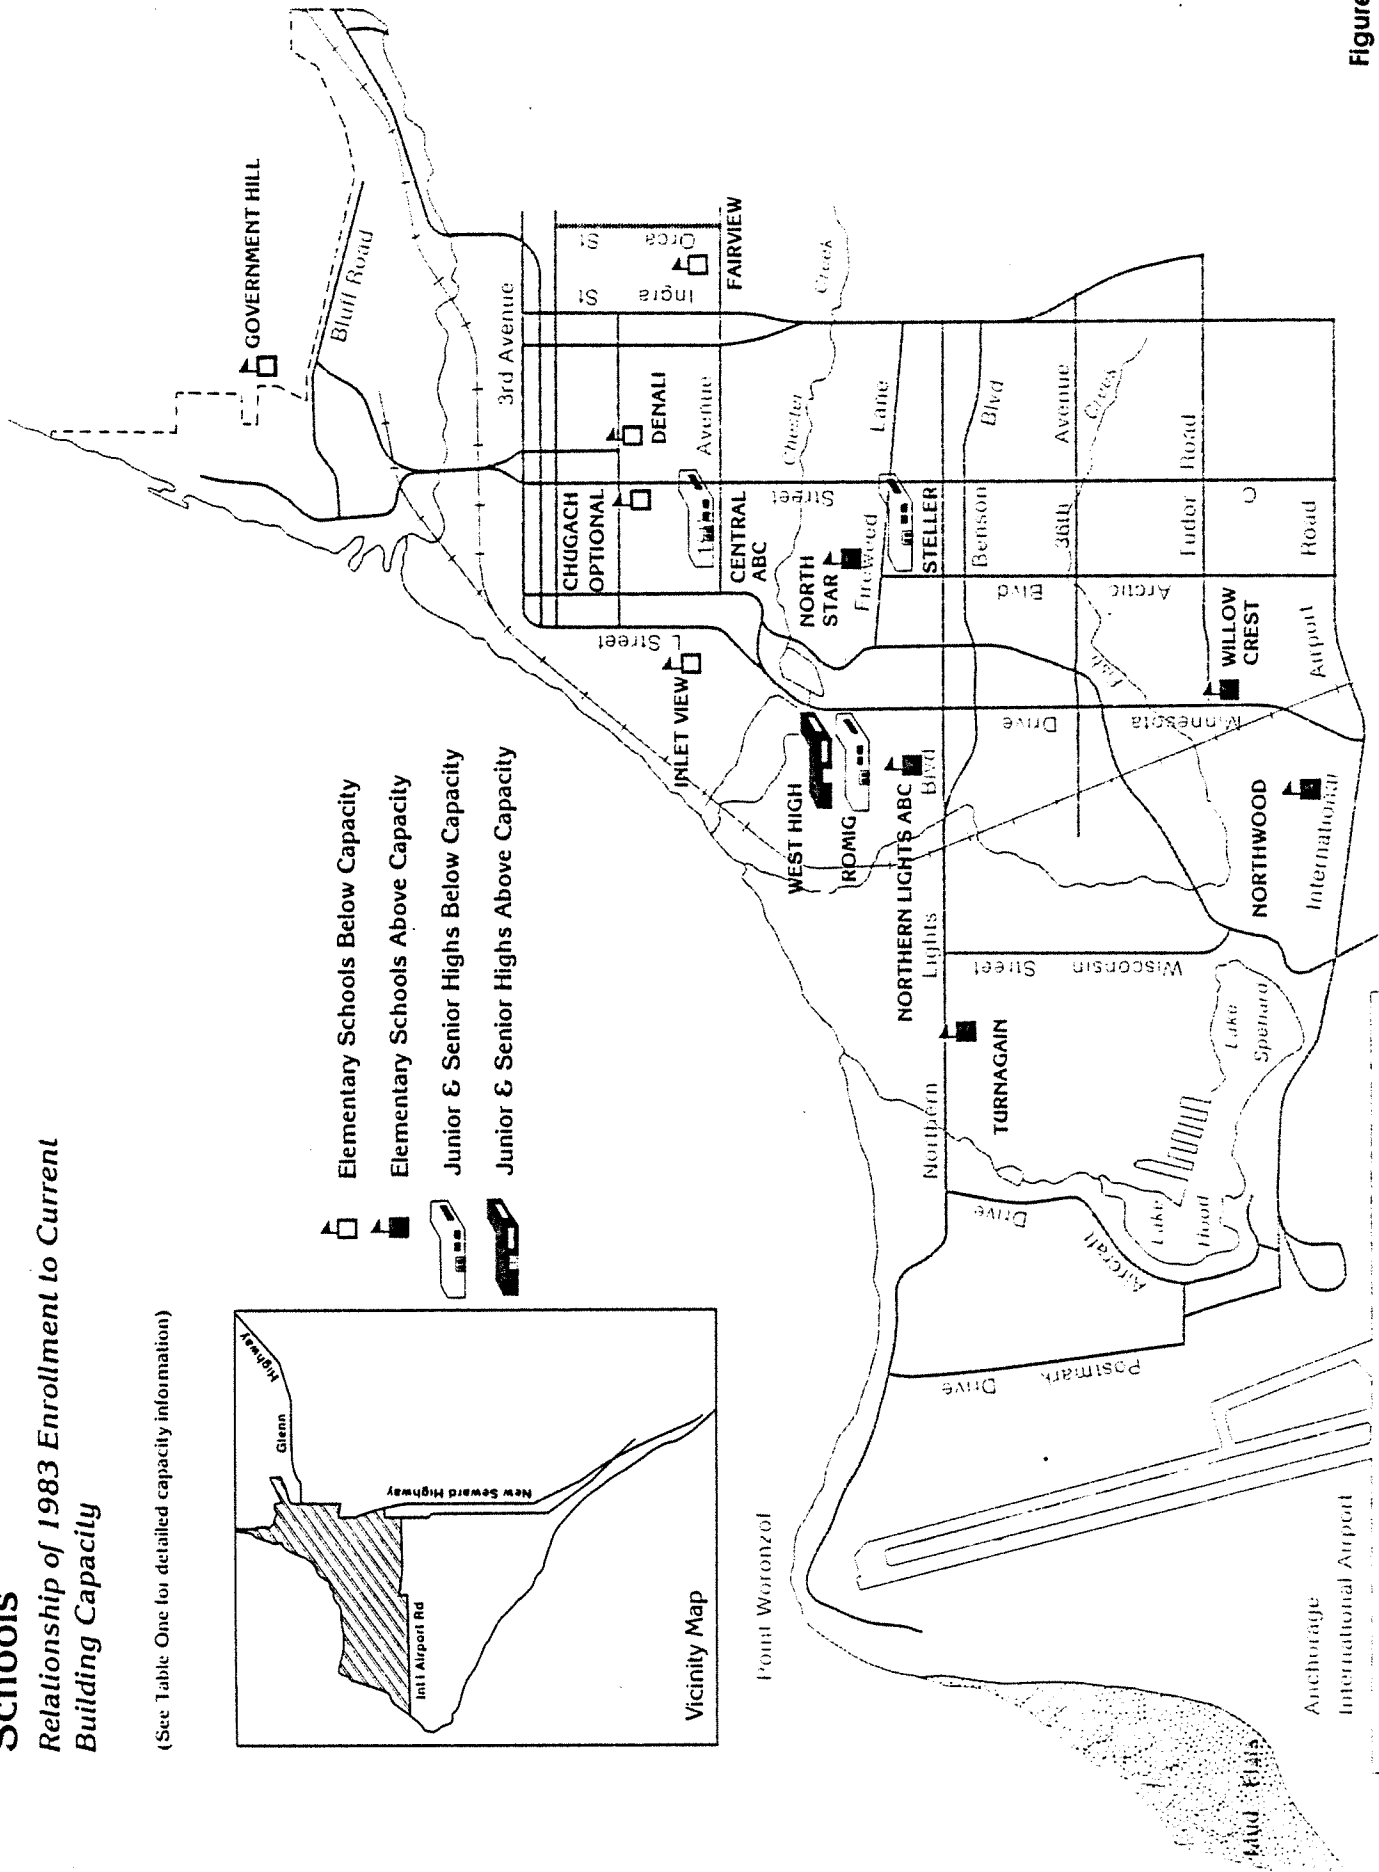 Schools
Relationship of 1983 Enrollment to Current
Building Capacity
(See Table One for detailed capacity information)
Highway
Glenn
New Seward Highway
Int'l Airport Rd
Vicinity Map
Elementary Schools Below Capacity
Elementary Schools Above Capacity
Junior & Senior Highs Below Capacity
Junior & Senior Highs Above Capacity
GOVERNMENT HILL
Bluff Road
3rd Avenue
CHUGACH
OPTIONAL
DENALI
Ingra St
Orca St
FAIRVIEW
L Street
INLET VIEW
Avenue
CENTRAL
ABC
Chester Creek
C Street
NORTH
STAR
Fireweed Lane
STELLER
WEST HIGH
ROMIG
NORTHERN LIGHTS ABC
Northern Lights Blvd
Benson Blvd
TURNAGAIN
36th Avenue
Arctic Blvd
Fish Creek
Minnesota Drive
Wisconsin Street
Tudor Road
WILLOW
CREST
NORTHWOOD
International Airport Road
Lake
Spenard
Lake
Hood
Aircraft Drive
Postmark Drive
Point Woronzof
Anchorage
International Airport
Mud Flats
Figure